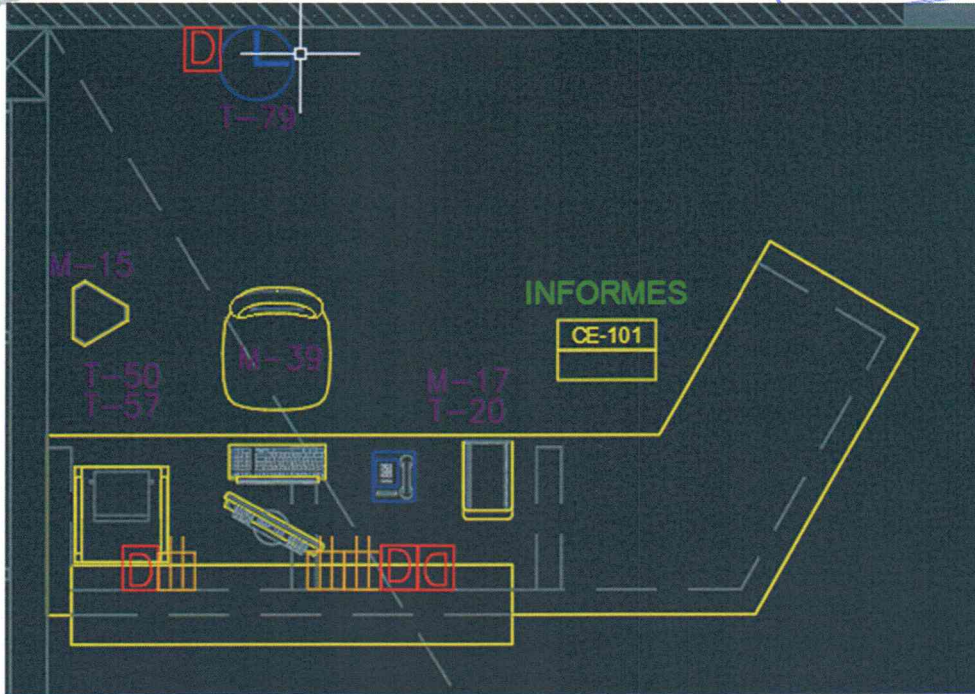 D
T-79
M-15
INFORMES
CE-101
M-39
T-50
T-57
M-17
T-20
D
D
D